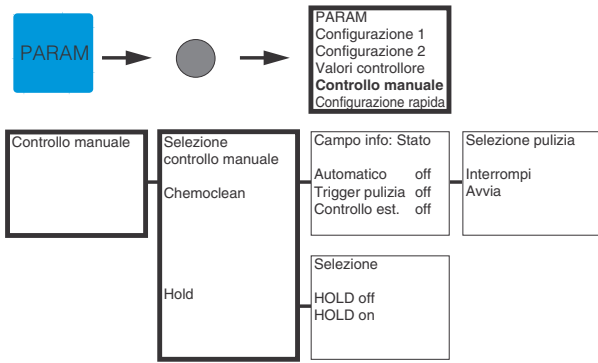 PARAM
PARAM
Configurazione 1
Configurazione 2
Valori controllore
Controllo manuale
Configurazione rapida
Controllo manuale
Selezione
controllo manuale
Chemoclean
Hold
Campo info: Stato
Automatico off
Trigger pulizia off
Controllo est. off
Selezione pulizia
Interrompi
Avvia
Selezione
HOLD off
HOLD on